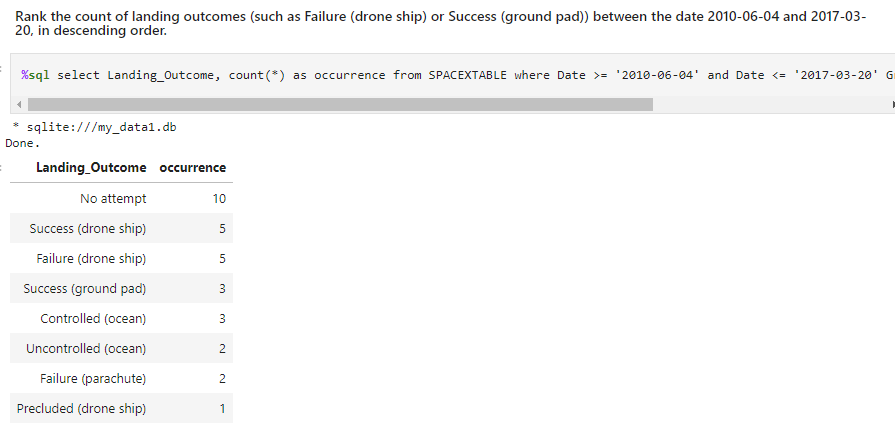 Rank the count of landing outcomes (such as Failure (drone ship) or Success (ground pad)) between the date 2010-06-04 and 2017-03-
20, in descending order.
%sql select Landing_Outcome, count(*) as occurrence from SPACEXTABLE where Date >= '2010-06-04' and Date <= '2017-03-20'
* sqlite:///my_data1.db
Done.
Landing_Outcome occurrence
No attempt 10
Success (drone ship) 5
Failure (drone ship) 5
Success (ground pad) 3
Controlled (ocean) 3
Uncontrolled (ocean) 2
Failure (parachute) 2
Precluded (drone ship) 1